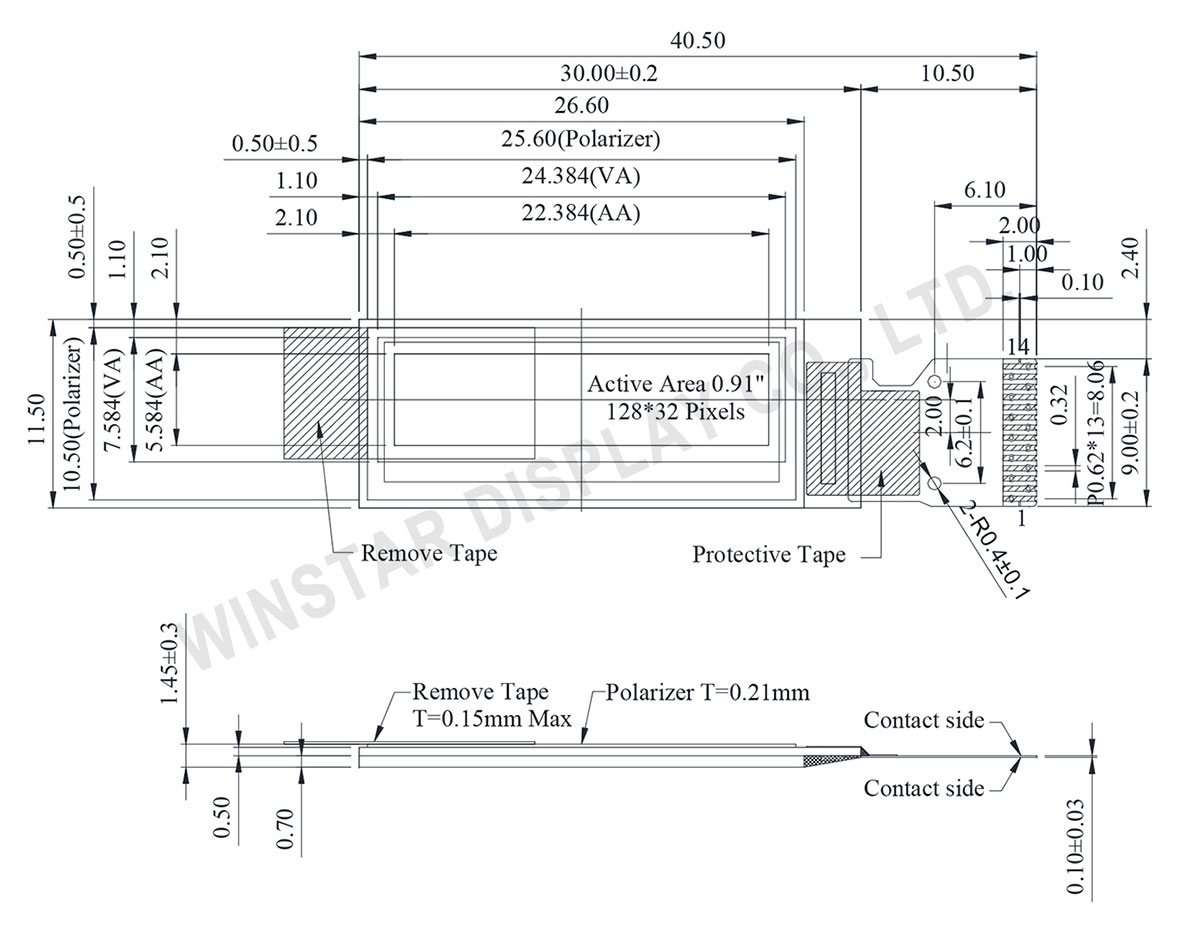 40.50
30.00±0.2
10.50
26.60
0.50±0.5
25.60(Polarizer)
1.10
24.384(VA)
2.10
22.384(AA)
6.10
2.00
1.00
0.10
0.50±0.5
1.10
2.10
2.40
11.50
10.50(Polarizer)
7.584(VA)
5.584(AA)
Active Area 0.91"
128*32 Pixels
14
2.00
6.2±0.1
0.32
P0.62*13=8.06
9.00±0.2
1
2-R0.4±0.1
Remove Tape
Protective Tape
WINSTAR DISPLAY CO., LTD.
1.45±0.3
Remove Tape
T=0.15mm Max
Polarizer T=0.21mm
Contact side
Contact side
0.50
0.70
0.10±0.03